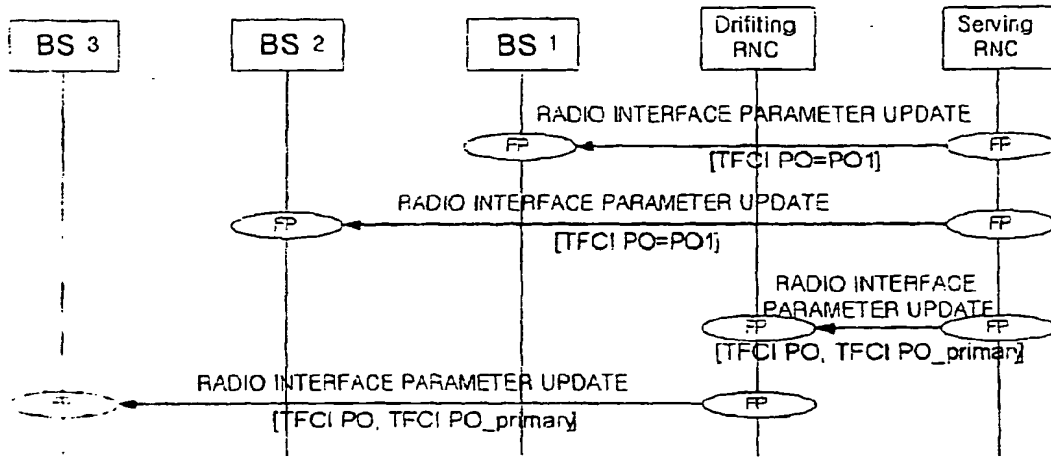 BS 3
BS 2
BS 1
Drifiting
RNC
Serving
RNC
RADIO INTERFACE PARAMETER UPDATE
FP
FP
[TFCI PO=PO1]
RADIO INTERFACE PARAMETER UPDATE
FP
FP
[TFCI PO=PO1]
RADIO INTERFACE
PARAMETER UPDATE
FP
FP
[TFCI PO, TFCI PO_primary]
RADIO INTERFACE PARAMETER UPDATE
FP
[TFCI PO, TFCI PO_primary]